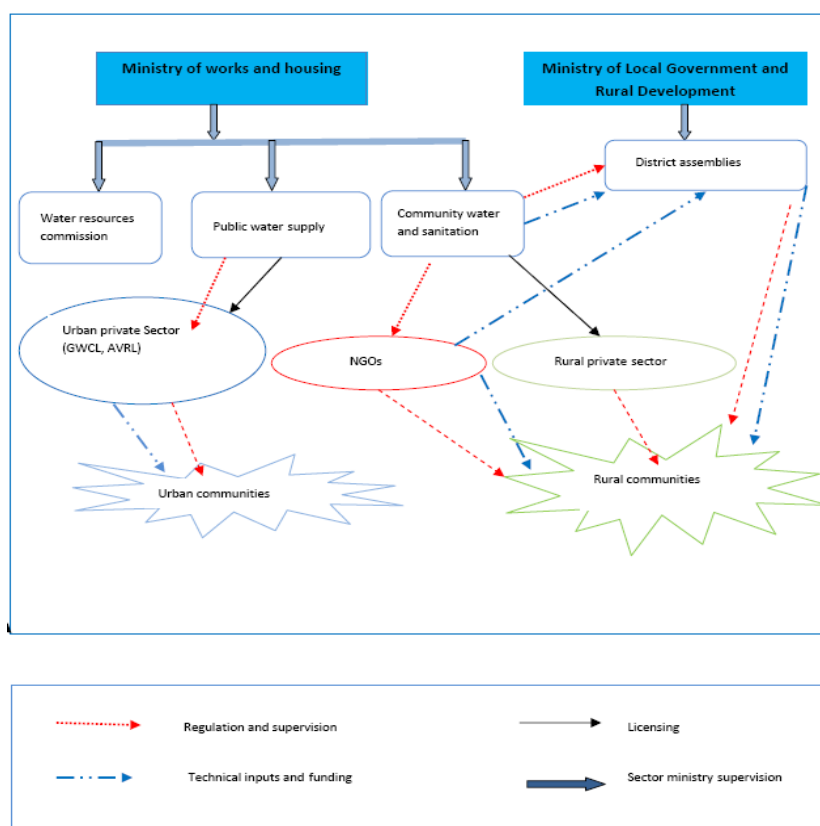 Ministry of works and housing
Ministry of Local Government and
Rural Development
District assemblies
Water resources
commission
Public water supply
Community water
and sanitation
Urban private Sector
(GWCL, AVRL)
NGOs
Rural private sector
Urban communities
Rural communities
Regulation and supervision
Licensing
Technical inputs and funding
Sector ministry supervision